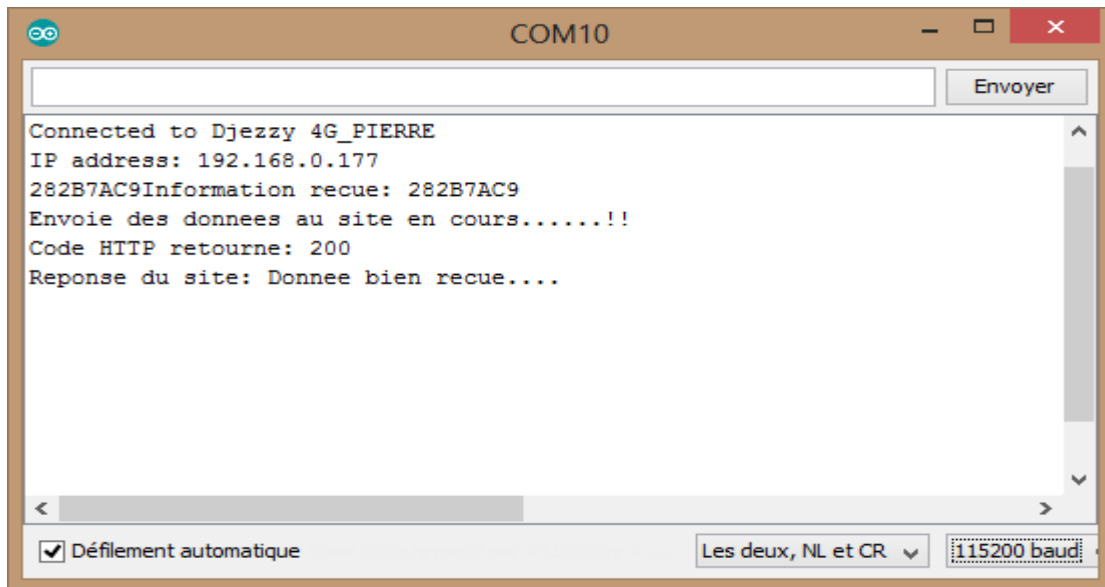 COM10
Envoyer
Connected to Djezzy 4G_PIERRE
IP address: 192.168.0.177
282B7AC9Information recue: 282B7AC9
Envoie des donnees au site en cours......!!
Code HTTP retourne: 200
Reponse du site: Donnee bien recue....
Défilement automatique
Les deux, NL et CR
115200 baud